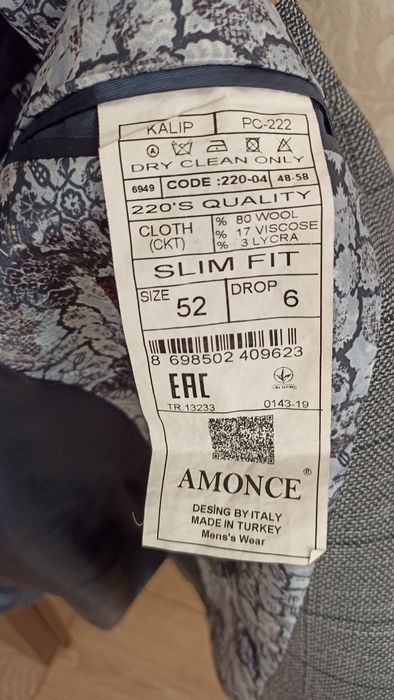 KALIP PC-222
DRY CLEAN ONLY
6949 CODE :220-04 48-58
220'S QUALITY
CLOTH (CKT)
% 80 WOOL
% 17 VISCOSE
% 3 LYCRA
SLIM FIT
SIZE 52 DROP 6
8 698502 409623
EAC
TR.13233 0143-19
AMONCE ®
DESİNG BY ITALY
MADE IN TURKEY
Mens's Wear